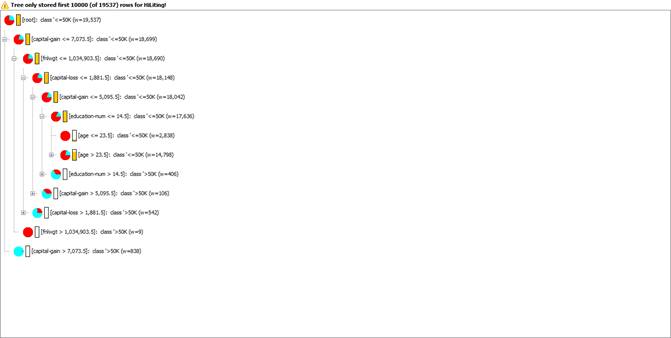 Tree only stored first 10000 (of 19537) rows for HiLiting!
[root]: class '<=50K (w=19,537)
[capital-gain <= 7,073.5]: class '<=50K (w=18,699)
[fnlwgt <= 1,034,903.5]: class '<=50K (w=18,690)
[capital-loss <= 1,881.5]: class '<=50K (w=18,148)
[capital-gain <= 5,095.5]: class '<=50K (w=18,042)
[education-num <= 14.5]: class '<=50K (w=17,636)
[age <= 23.5]: class '<=50K (w=2,838)
[age > 23.5]: class '<=50K (w=14,798)
[education-num > 14.5]: class '>50K (w=406)
[capital-gain > 5,095.5]: class '>50K (w=106)
[capital-loss > 1,881.5]: class '>50K (w=542)
[fnlwgt > 1,034,903.5]: class '>50K (w=9)
[capital-gain > 7,073.5]: class '>50K (w=838)